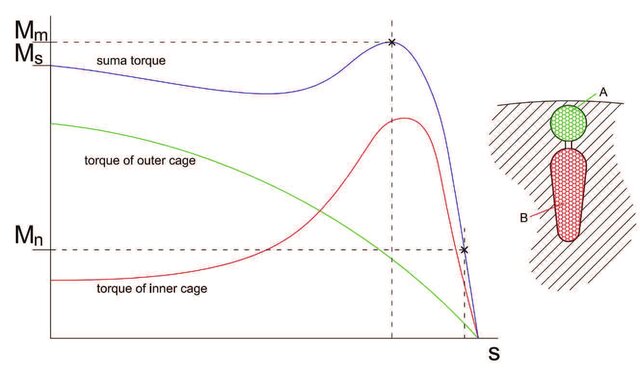 Mm
Ms
suma torque
torque of outer cage
Mn
torque of inner cage
s
A
B